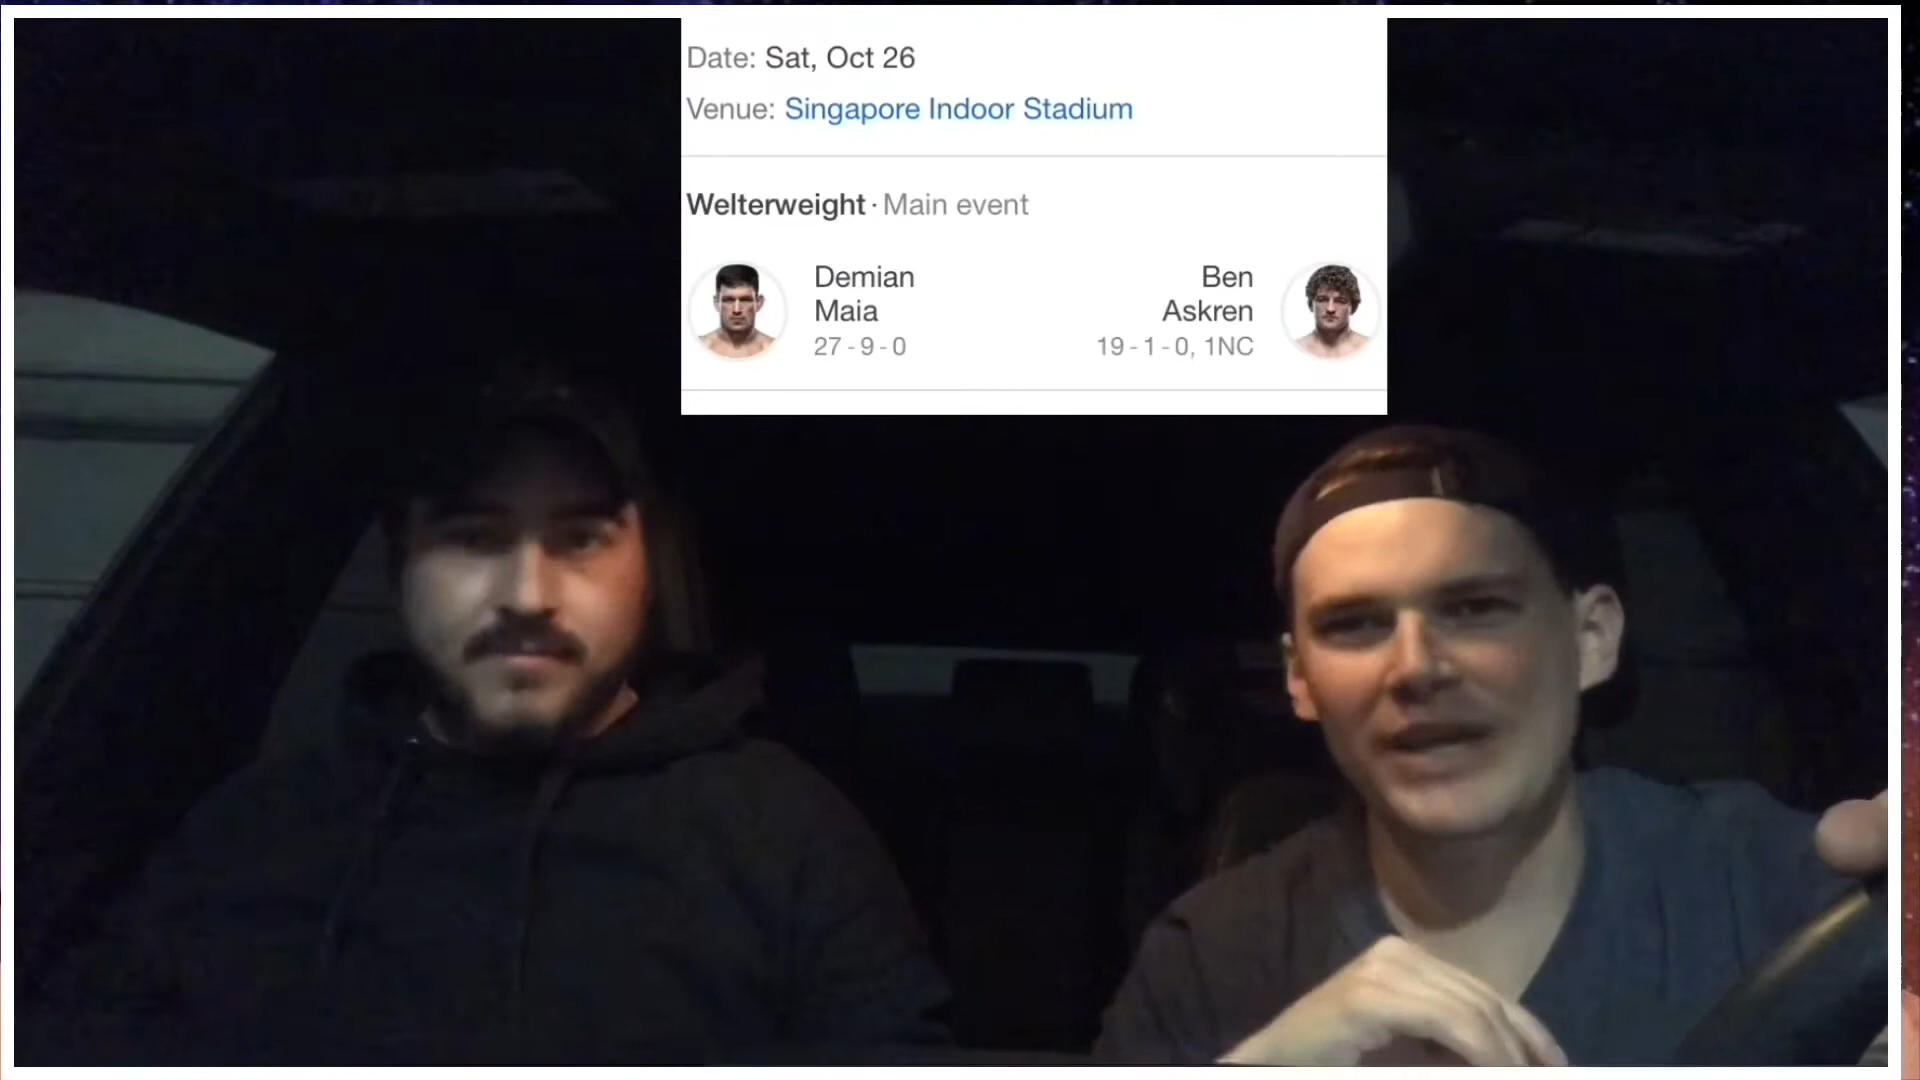 Date: Sat, Oct 26
Venue: Singapore Indoor Stadium
Welterweight · Main event
Demian
Maia
27 - 9 - 0
Ben
Askren
19 - 1 - 0, 1NC